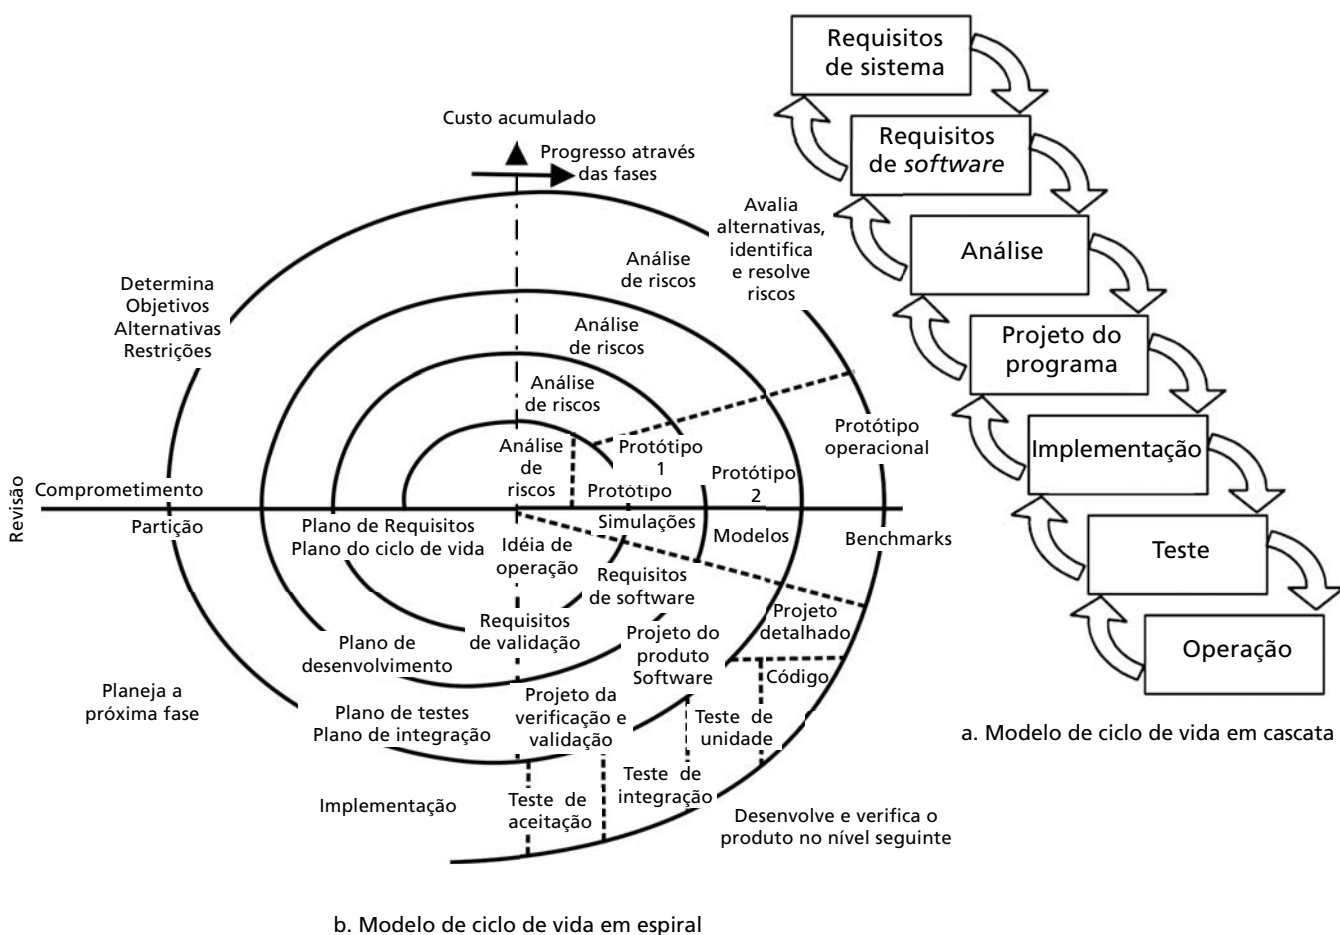 Requisitos
de sistema
Requisitos
de software
Análise
Projeto do
programa
Implementação
Teste
Operação
a. Modelo de ciclo de vida em cascata
Custo acumulado
Progresso através
das fases
Avalia
alternativas,
identifica
e resolve
riscos
Determina
Objetivos
Alternativas
Restrições
Análise
de riscos
Análise
de riscos
Análise
de riscos
Análise
de
riscos
Protótipo
Protótipo
1
Protótipo
2
Protótipo
operacional
Revisão
Comprometimento
Partição
Plano de Requisitos
Plano do ciclo de vida
Idéia de
operação
Simulações
Modelos
Benchmarks
Requisitos
de software
Requisitos
de validação
Plano de
desenvolvimento
Projeto do
produto
Software
Projeto
detalhado
Código
Planeja a
próxima fase
Plano de testes
Plano de integração
Projeto da
verificação e
validação
Teste de
unidade
Teste de
integração
Teste de
aceitação
Implementação
Desenvolve e verifica o
produto no nível seguinte
b. Modelo de ciclo de vida em espiral